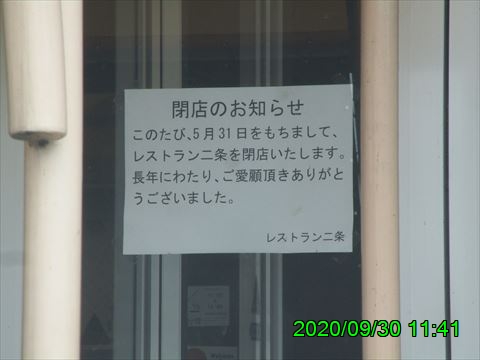 閉店のお知らせ
このたび、5月31日をもちまして、
レストラン二条を閉店いたします。
長年にわたり、ご愛顧頂きありがと
うございました。
レストラン二条
2020/09/30 11:41